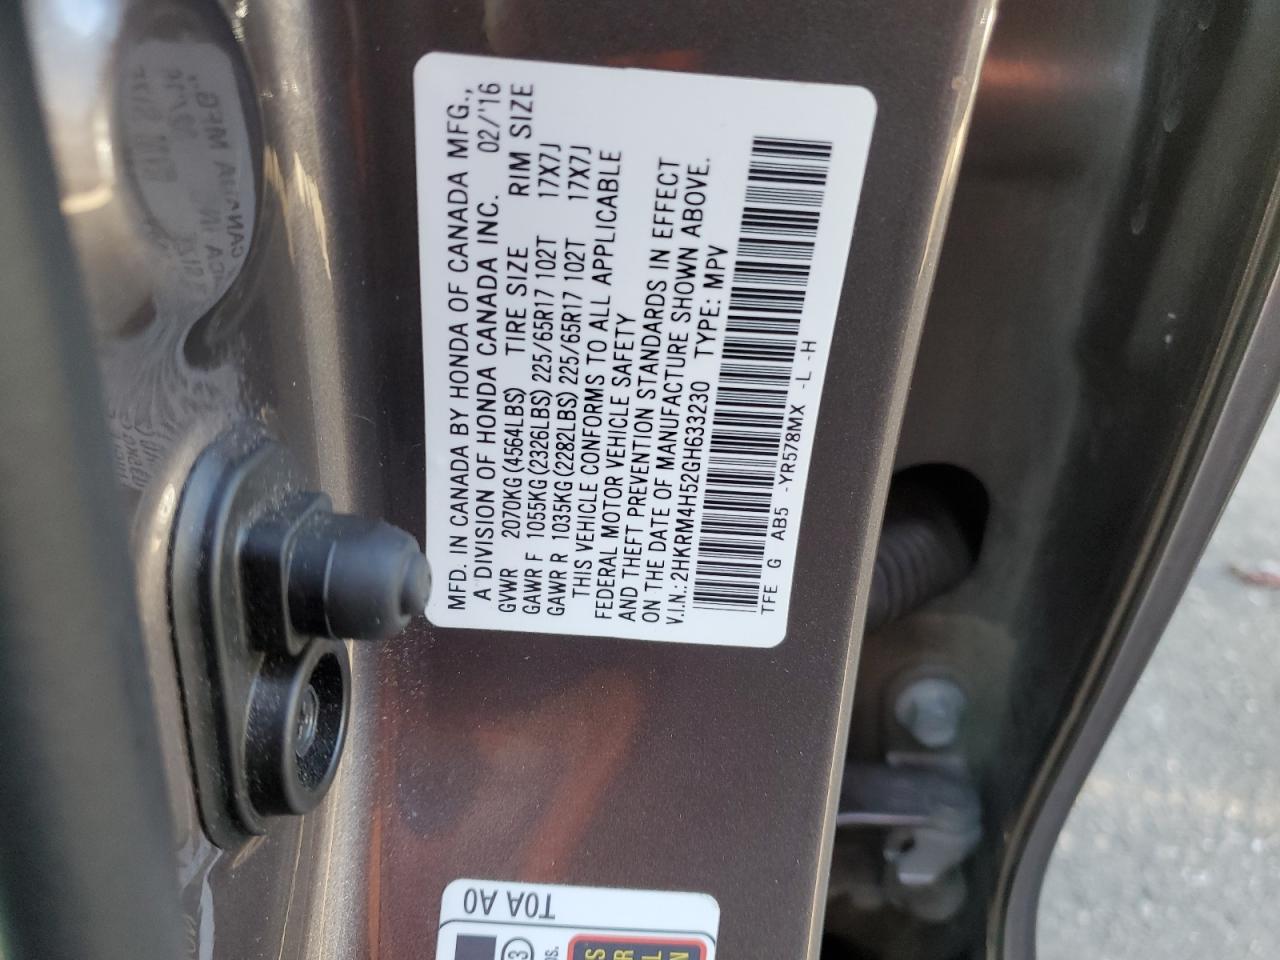 MFD. IN CANADA BY HONDA OF CANADA MFG.,
A DIVISION OF HONDA CANADA INC. 02/'16
GVWR 2070KG(4564LBS) TIRE SIZE RIM SIZE
GAWR F 1055KG(2326LBS) 225/65R17 102T 17X7J
GAWR R 1035KG(2282LBS) 225/65R17 102T 17X7J
THIS VEHICLE CONFORMS TO ALL APPLICABLE
FEDERAL MOTOR VEHICLE SAFETY
AND THEFT PREVENTION STANDARDS IN EFFECT
ON THE DATE OF MANUFACTURE SHOWN ABOVE.
V.I.N.: 2HKRM4H52GH633230 TYPE: MPV
TFE G AB5 -YR578MX -L -H
T0A A0
3